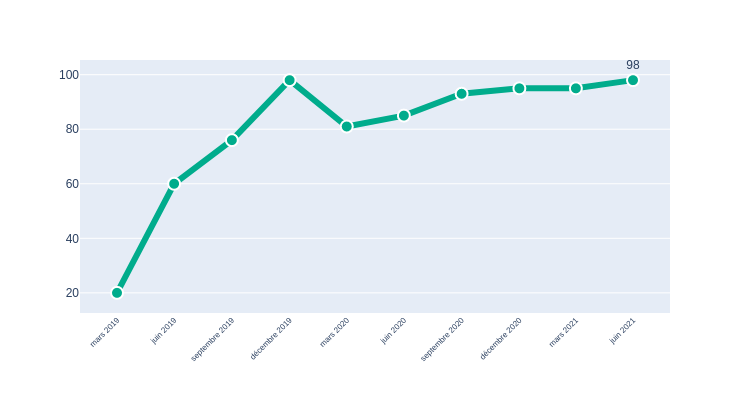 98
100
80
60
40
20
mars 2019
juin 2019
septembre 2019
décembre 2019
mars 2020
juin 2020
septembre 2020
décembre 2020
mars 2021
juin 2021